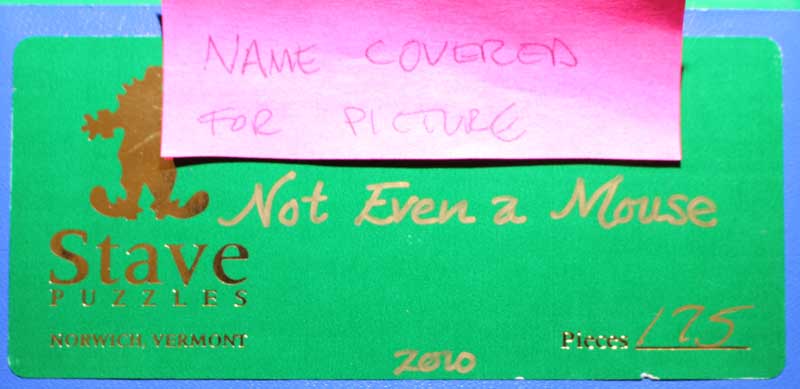 NAME COVERED
FOR PICTURE
Not Even a Mouse
Stave
PUZZLES
NORWICH, VERMONT
Pieces 175
2010